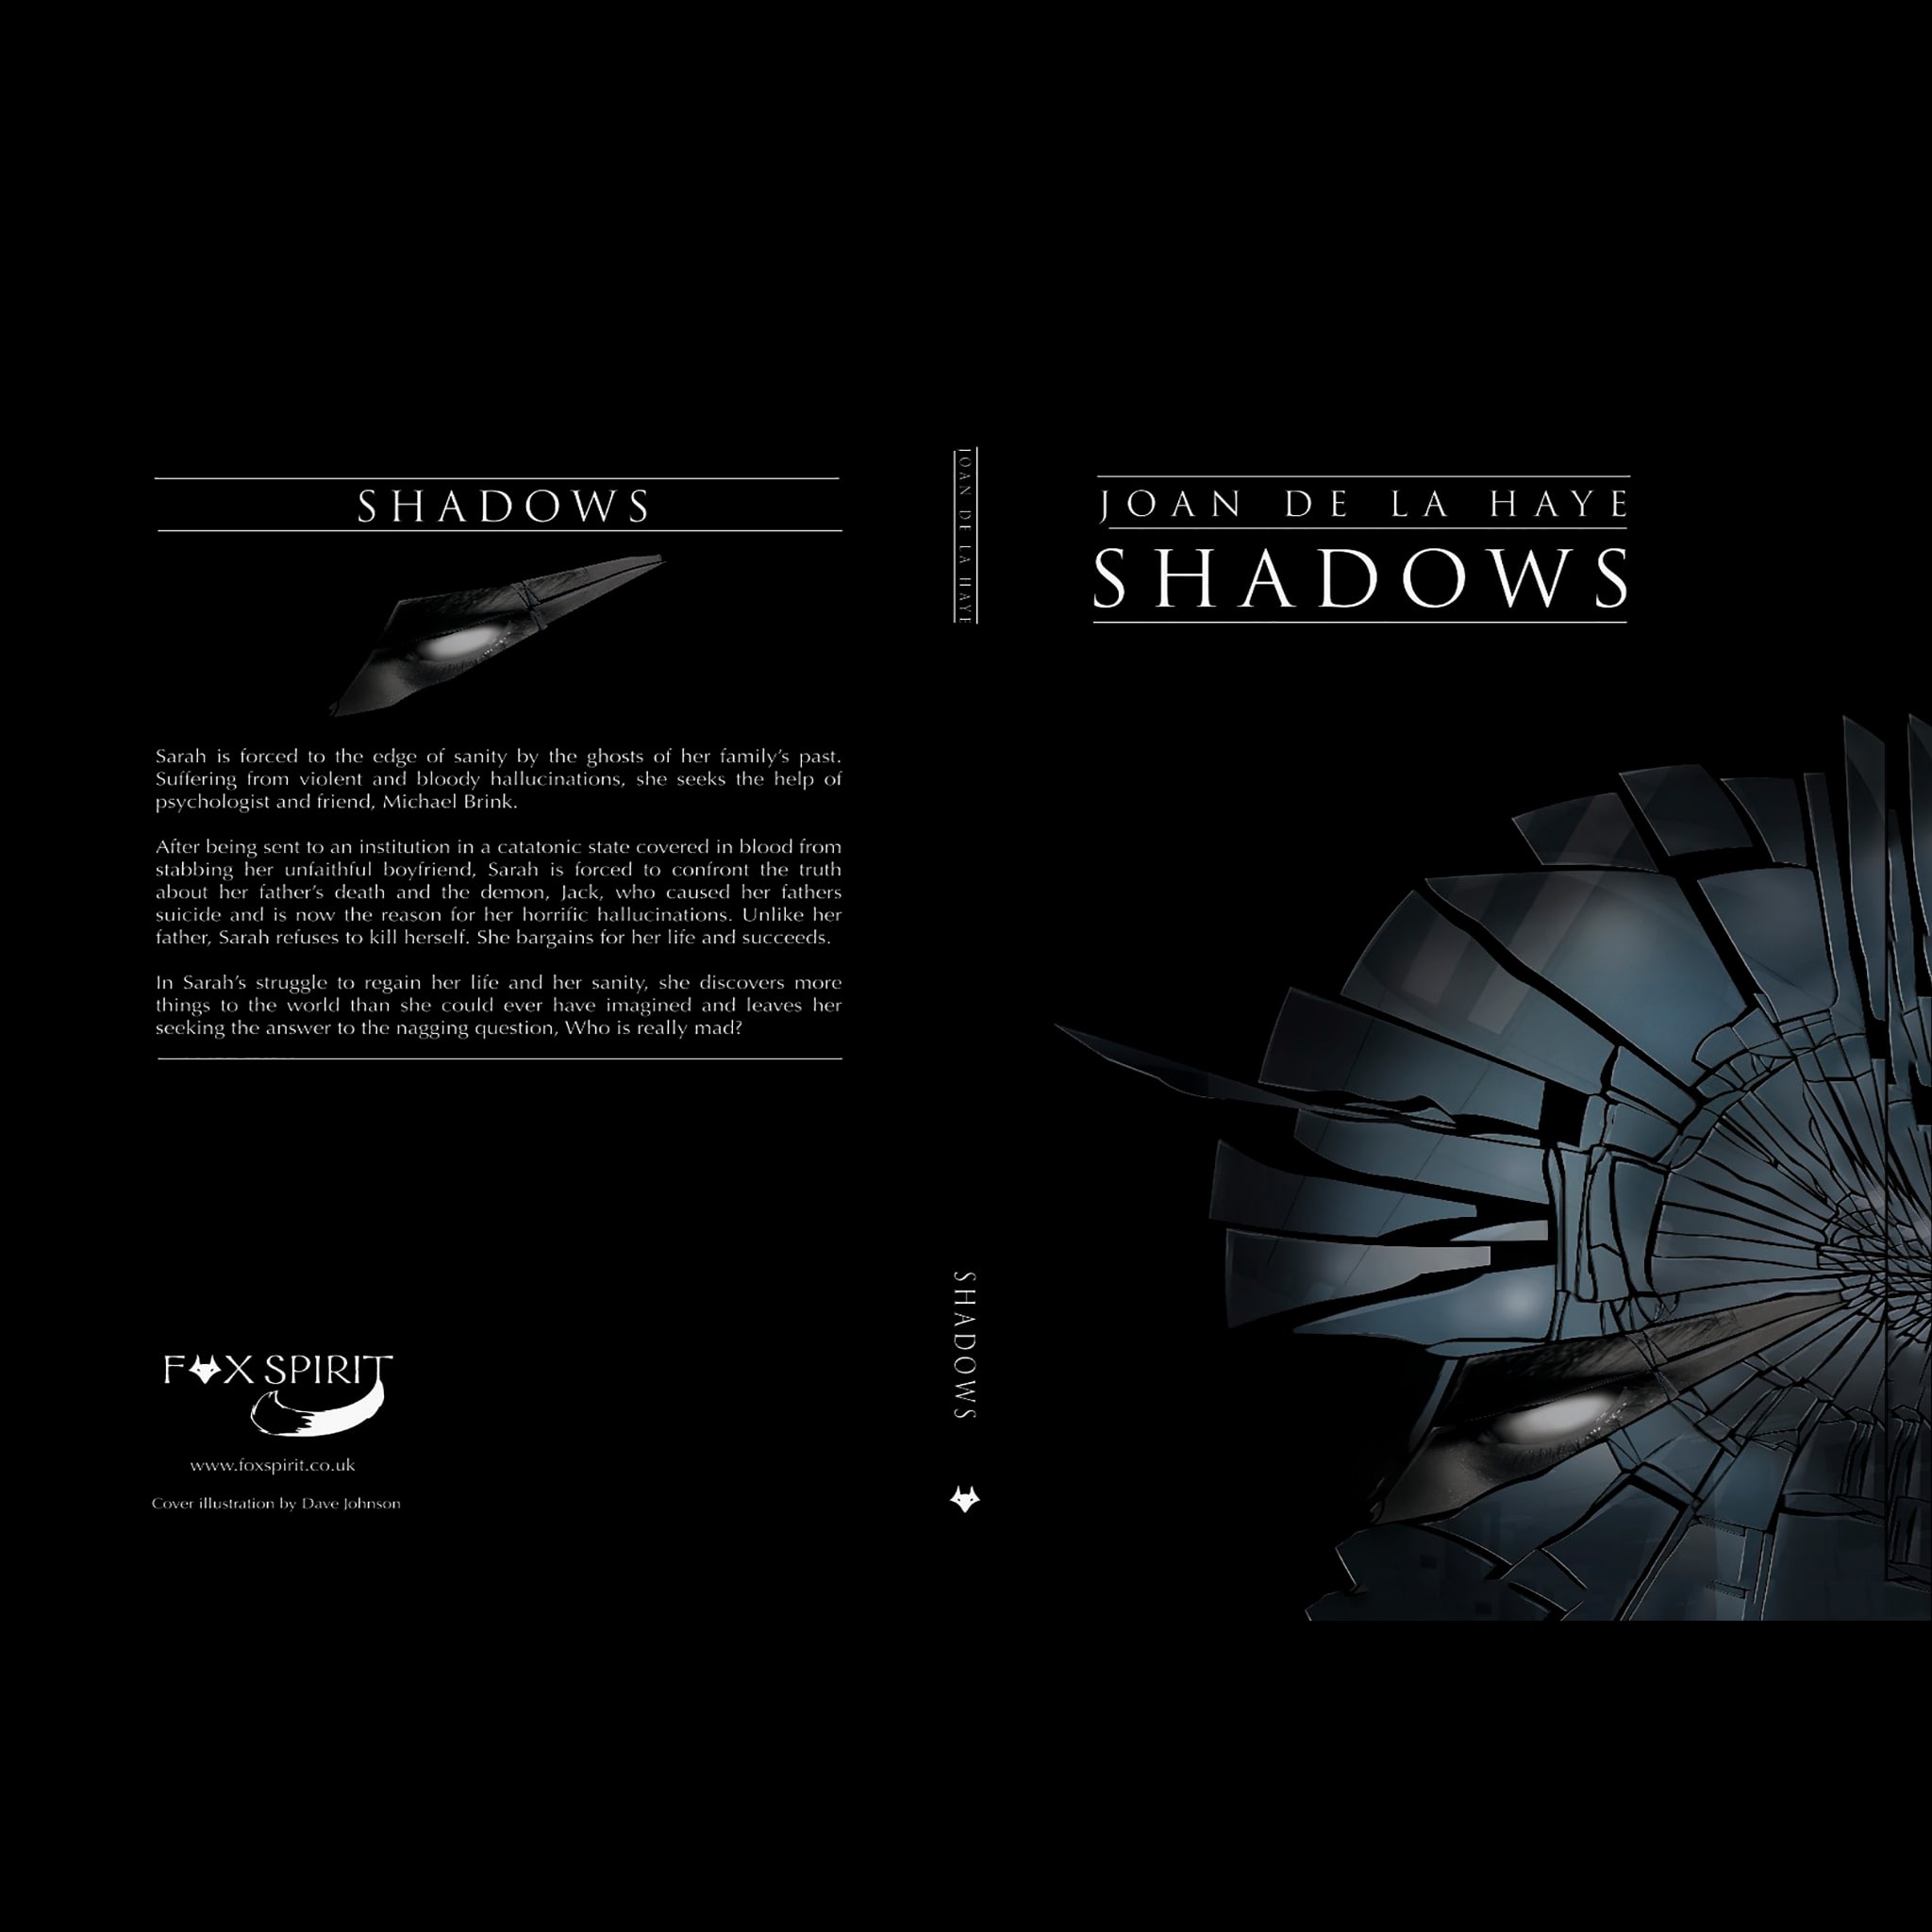 SHADOWS
Sarah is forced to the edge of sanity by the ghosts of her family's past.
Suffering from violent and bloody hallucinations, she seeks the help of
psychologist and friend, Michael Brink.
After being sent to an institution in a catatonic state covered in blood from
stabbing her unfaithful boyfriend, Sarah is forced to confront the truth
about her father's death and the demon, Jack, who caused her fathers
suicide and is now the reason for her horrific hallucinations. Unlike her
father, Sarah refuses to kill herself. She bargains for her life and succeeds.
In Sarah's struggle to regain her life and her sanity, she discovers more
things to the world than she could ever have imagined and leaves her
seeking the answer to the nagging question, Who is really mad?
FOX SPIRIT
www.foxspirit.co.uk
Cover illustration by Dave Johnson
JOAN DE LA HAYE
SHADOWS
JOAN DE LA HAYE
SHADOWS